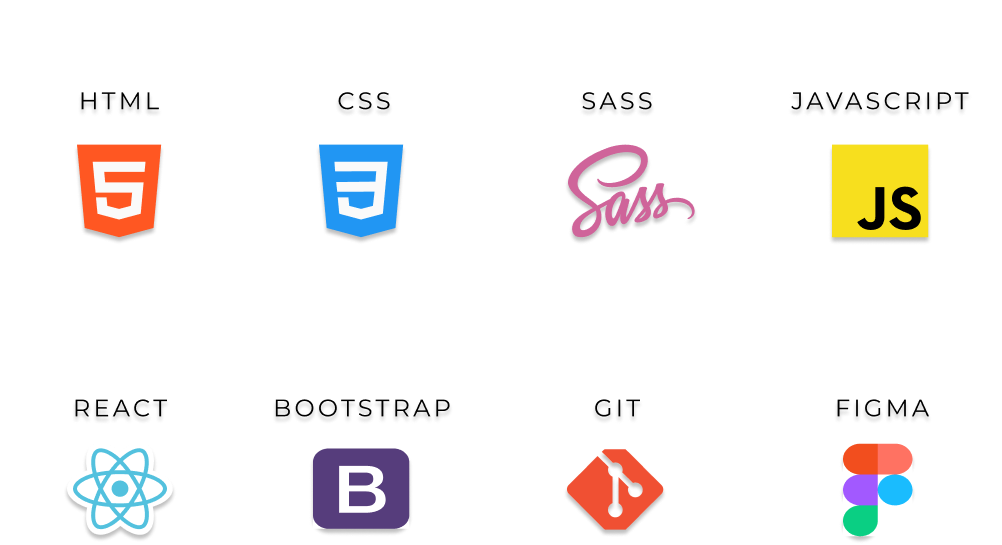 HTML
CSS
SASS
JAVASCRIPT
5
3
Sass
JS
REACT
BOOTSTRAP
GIT
FIGMA
B